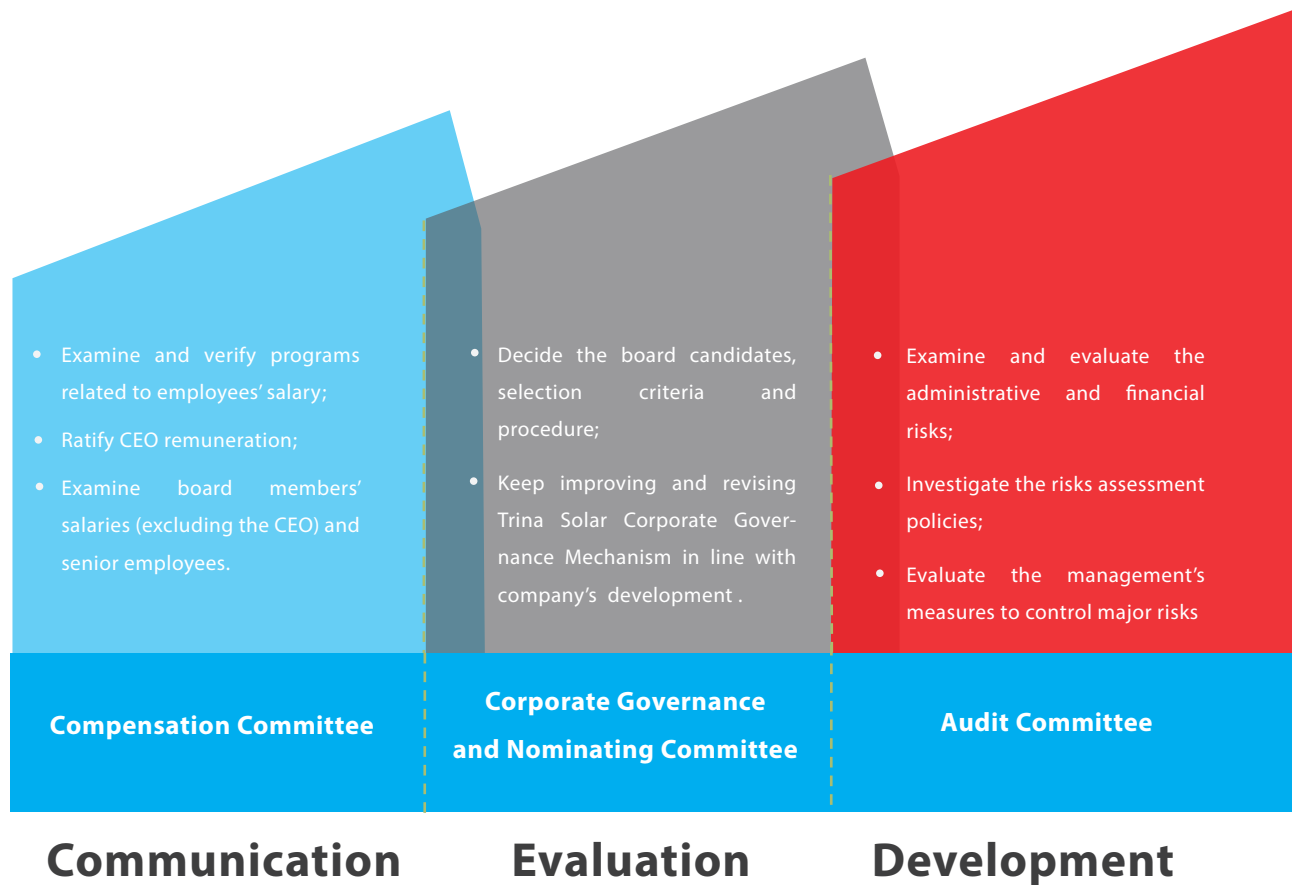 • Examine and verify programs
related to employees’ salary;
• Ratify CEO remuneration;
• Examine board members’
salaries (excluding the CEO) and
senior employees.
• Decide the board candidates,
selection criteria and
procedure;
• Keep improving and revising
Trina Solar Corporate Gover-
nance Mechanism in line with
company’s development .
• Examine and evaluate the
administrative and financial
risks;
• Investigate the risks assessment
policies;
• Evaluate the management’s
measures to control major risks
Compensation Committee
Corporate Governance
and Nominating Committee
Audit Committee
Communication
Evaluation
Development